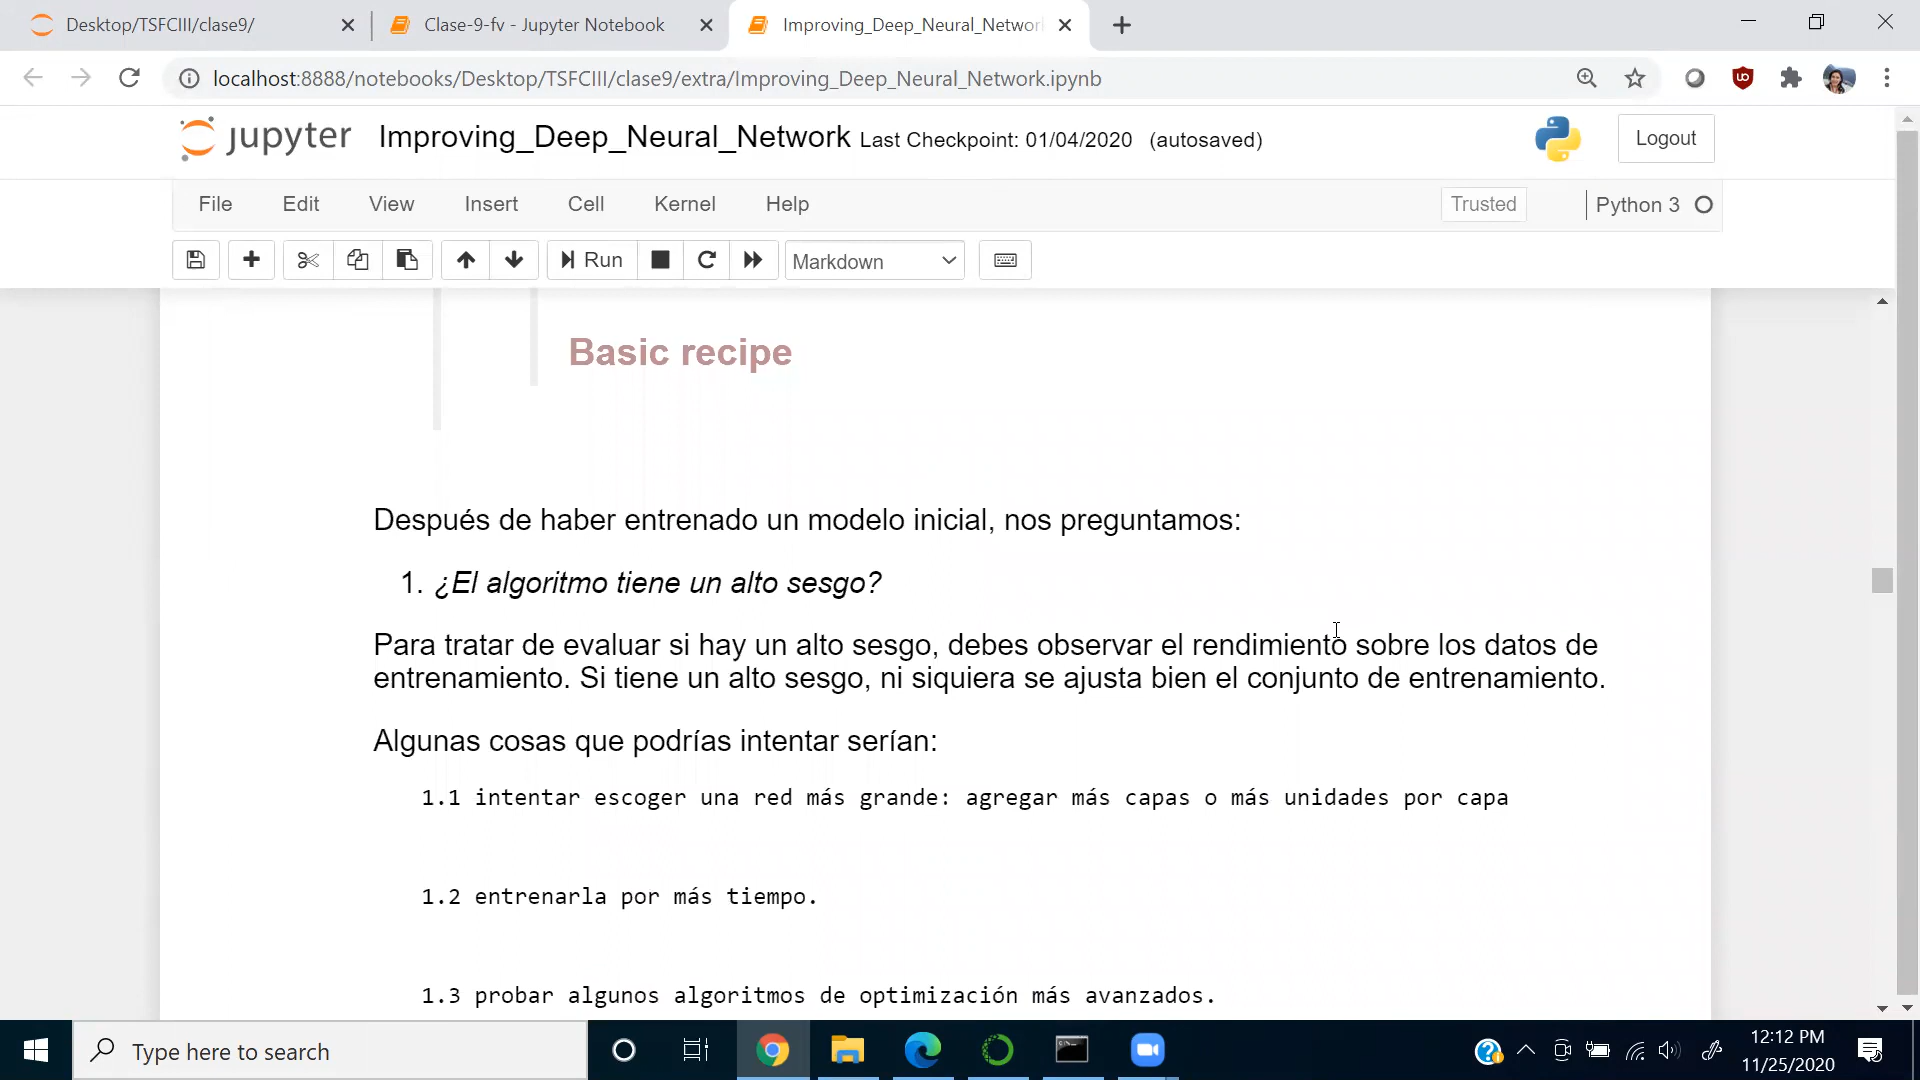 Desktop/TSFCIII/clase9/
Clase-9-fv - Jupyter Notebook
Improving_Deep_Neural_Networ
localhost:8888/notebooks/Desktop/TSFCIII/clase9/extra/Improving_Deep_Neural_Network.ipynb
jupyter Improving_Deep_Neural_Network Last Checkpoint: 01/04/2020 (autosaved)
Logout
File Edit View Insert Cell Kernel Help
Trusted
Python 3
Run
Markdown
Basic recipe
Después de haber entrenado un modelo inicial, nos preguntamos:
1. ¿El algoritmo tiene un alto sesgo?
Para tratar de evaluar si hay un alto sesgo, debes observar el rendimiento sobre los datos de
entrenamiento. Si tiene un alto sesgo, ni siquiera se ajusta bien el conjunto de entrenamiento.
Algunas cosas que podrías intentar serían:
1.1 intentar escoger una red más grande: agregar más capas o más unidades por capa
1.2 entrenarla por más tiempo.
1.3 probar algunos algoritmos de optimización más avanzados.
Type here to search
12:12 PM
11/25/2020